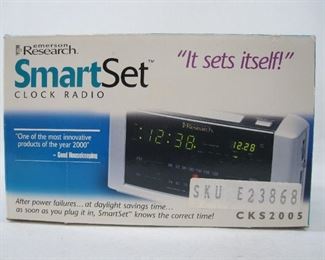 emerson
Research.
SmartSet™
CLOCK RADIO
"It sets itself!"
"One of the most innovative
products of the year 2000"
- Good Housekeeping
Research.
12:38
12.28
SKU E23868
After power failures... at daylight savings time...
as soon as you plug it in, SmartSet™ knows the correct time!
CKS2005